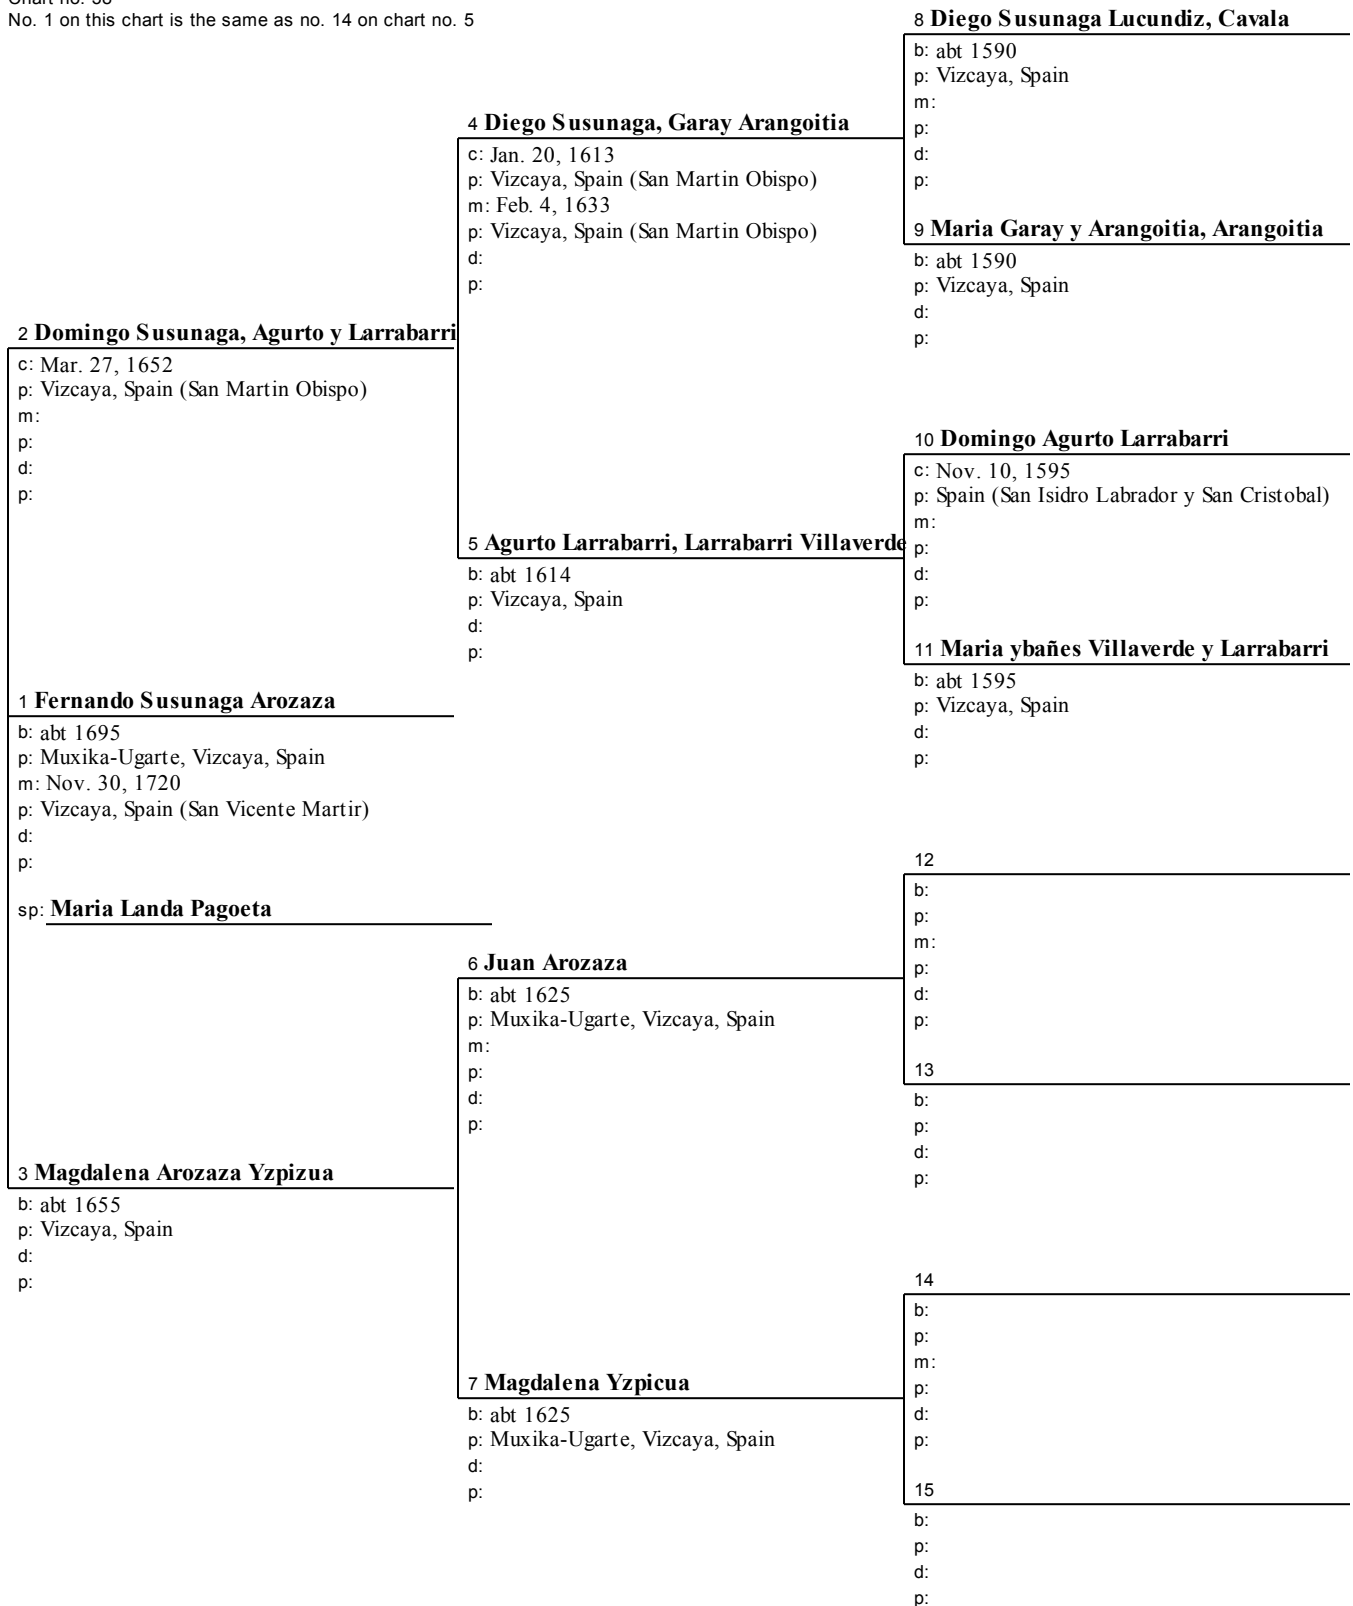 No. 1 on this chart is the same as no. 14 on chart no. 5
8 Diego Susunaga Lucundiz, Cavala
b: abt 1590
p: Vizcaya, Spain
m:
p:
d:
p:
4 Diego Susunaga, Garay Arangoitia
c: Jan. 20, 1613
p: Vizcaya, Spain (San Martin Obispo)
m: Feb. 4, 1633
p: Vizcaya, Spain (San Martin Obispo)
d:
p:
9 Maria Garay y Arangoitia, Arangoitia
b: abt 1590
p: Vizcaya, Spain
d:
p:
2 Domingo Susunaga, Agurto y Larrabarri
c: Mar. 27, 1652
p: Vizcaya, Spain (San Martin Obispo)
m:
p:
d:
p:
10 Domingo Agurto Larrabarri
c: Nov. 10, 1595
p: Spain (San Isidro Labrador y San Cristobal)
m:
p:
d:
p:
5 Agurto Larrabarri, Larrabarri Villaverde
b: abt 1614
p: Vizcaya, Spain
d:
p:
11 Maria ybañes Villaverde y Larrabarri
b: abt 1595
p: Vizcaya, Spain
d:
p:
1 Fernando Susunaga Arozaza
b: abt 1695
p: Muxika-Ugarte, Vizcaya, Spain
m: Nov. 30, 1720
p: Vizcaya, Spain (San Vicente Martir)
d:
p:
sp: Maria Landa Pagoeta
12
b:
p:
m:
p:
d:
p:
6 Juan Arozaza
b: abt 1625
p: Muxika-Ugarte, Vizcaya, Spain
m:
p:
d:
p:
13
b:
p:
d:
p:
3 Magdalena Arozaza Yzpizua
b: abt 1655
p: Vizcaya, Spain
d:
p:
14
b:
p:
m:
p:
d:
p:
7 Magdalena Yzpicua
b: abt 1625
p: Muxika-Ugarte, Vizcaya, Spain
d:
p:
15
b:
p:
d:
p: